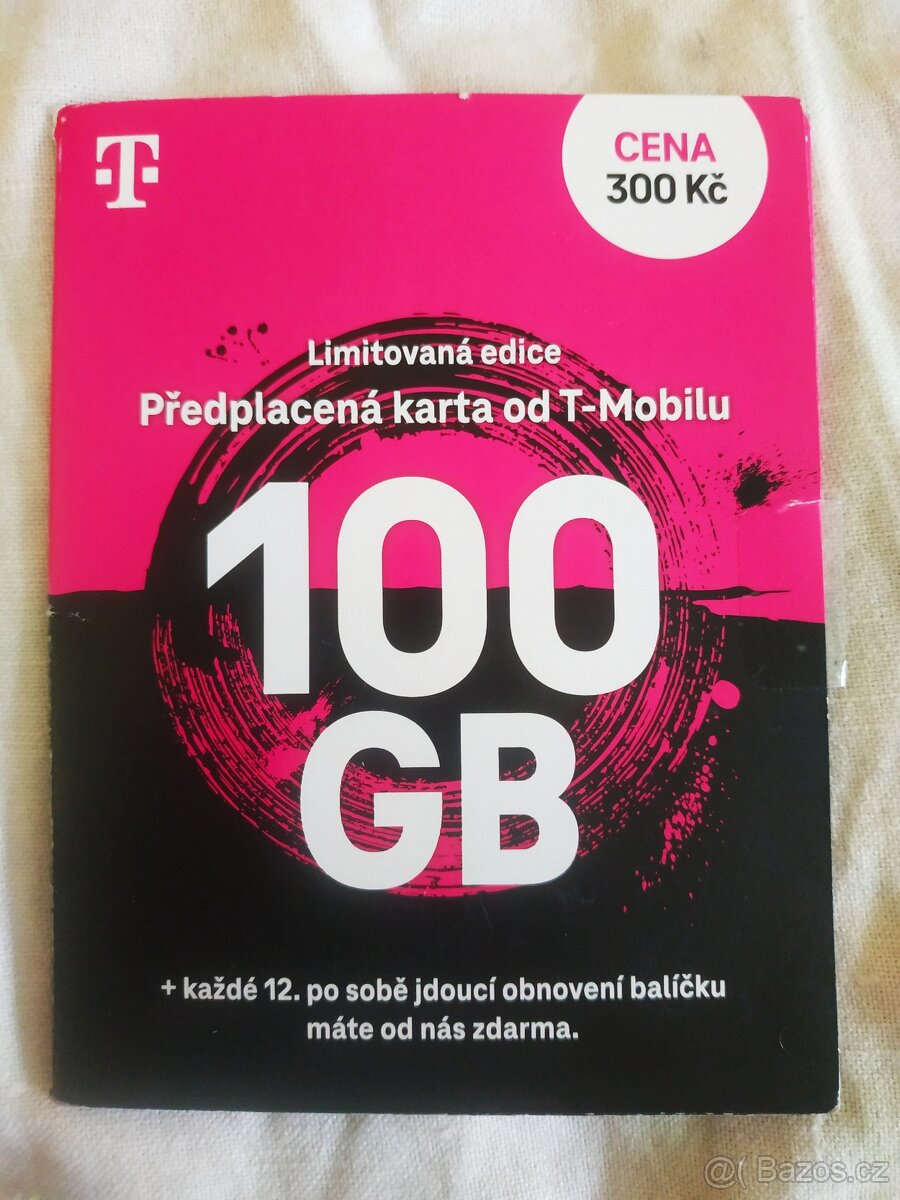 T
CENA
300 Kč
Limitovaná edice
Předplacená karta od T-Mobilu
100
GB
+ každé 12. po sobě jdoucí obnovení balíčku
máte od nás zdarma.
@( Bazos.cz